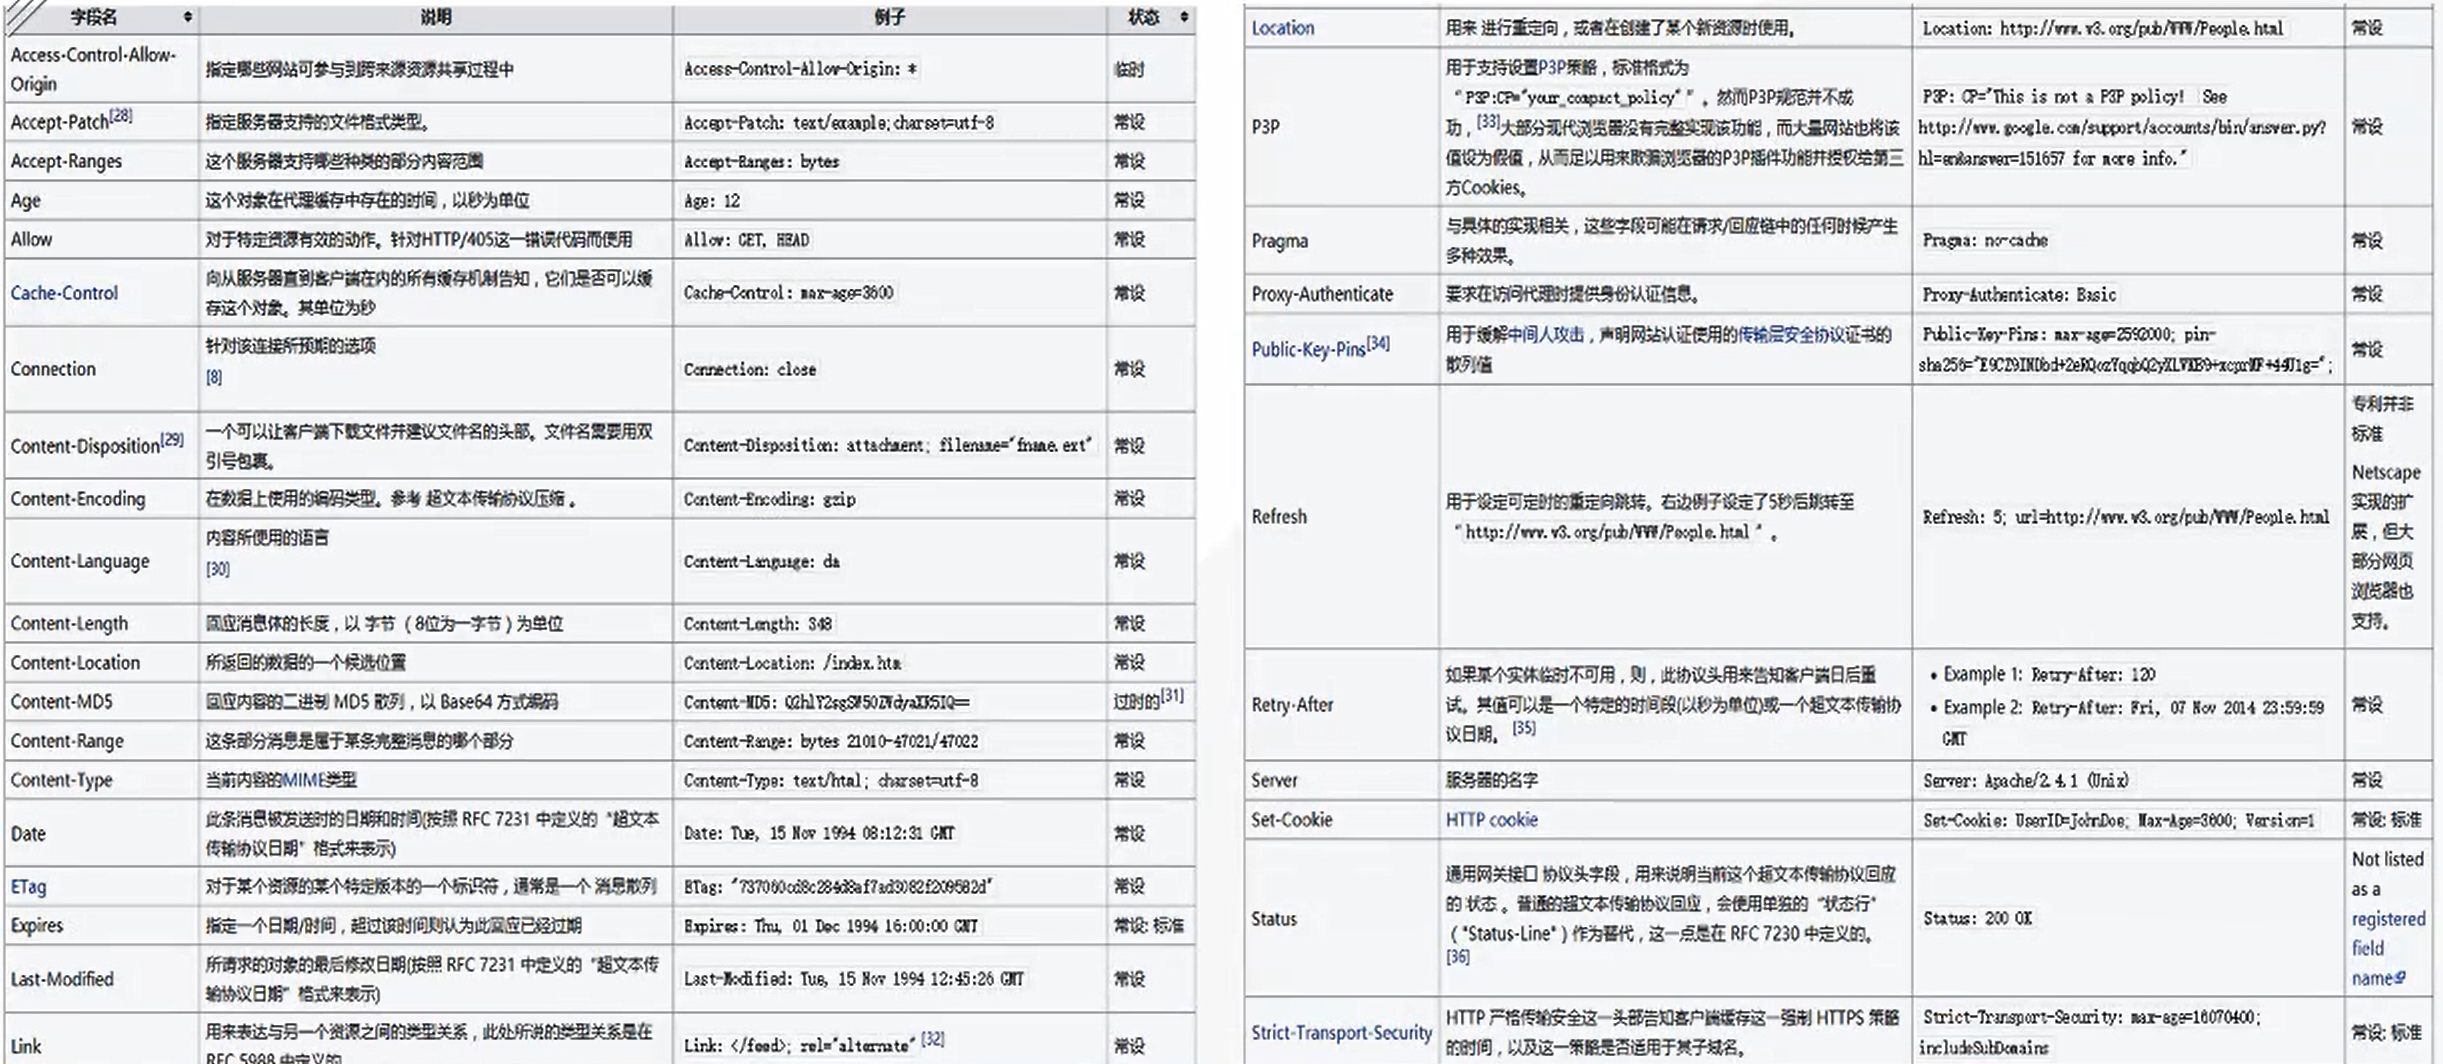 字段名 说明 例子 状态
Access-Control-Allow-
Origin
指定哪些网站可参与到跨来源资源共享过程中
Access-Control-Allow-Origin: *
临时
Accept-Patch[28]
指定服务器支持的文件格式类型。
Accept-Patch: text/example;charset=utf-8
常设
Accept-Ranges
这个服务器支持哪些种类的部分内容范围
Accept-Ranges: bytes
常设
Age
这个对象在代理缓存中存在的时间，以秒为单位
Age: 12
常设
Allow
对于特定资源有效的动作。针对HTTP/405这一错误代码而使用
Allow: GET, HEAD
常设
Cache-Control
向从服务器直到客户端在内的所有缓存机制告知，它们是否可以缓
存这个对象。其单位为秒
Cache-Control: max-age=3600
常设
Connection
针对该连接所预期的选项
[8]
Connection: close
常设
Content-Disposition[29]
一个可以让客户端下载文件并建议文件名的头部。文件名需要用双
引号包裹。
Content-Disposition: attachment; filename="fname.ext"
常设
Content-Encoding
在数据上使用的编码类型。参考 超文本传输协议压缩 。
Content-Encoding: gzip
常设
Content-Language
内容所使用的语言
[30]
Content-Language: da
常设
Content-Length
回应消息体的长度，以 字节 （8位为一字节）为单位
Content-Length: 348
常设
Content-Location
所返回的数据的一个候选位置
Content-Location: /index.htm
常设
Content-MD5
回应内容的二进制 MD5 散列，以 Base64 方式编码
Content-MD5:
过时的[31]
Content-Range
这条部分消息是属于某条完整消息的哪个部分
Content-Range: bytes 21010-47021/47022
常设
Content-Type
当前内容的MIME类型
Content-Type: text/html; charset=utf-8
常设
Date
此条消息被发送时的日期和时间(按照 RFC 7231 中定义的“超文本
传输协议日期”格式来表示)
Date: Tue, 15 Nov 1994 08:12:31 GMT
常设
ETag
对于某个资源的某个特定版本的一个标识符，通常是一个 消息散列
ETag: "737060cd8c284d8af7ad3082f209582d"
常设
Expires
指定一个日期/时间，超过该时间则认为此回应已经过期
Expires: Thu, 01 Dec 1994 16:00:00 GMT
常设: 标准
Last-Modified
所请求的对象的最后修改日期(按照 RFC 7231 中定义的“超文本传
输协议日期”格式来表示)
Last-Modified: Tue, 15 Nov 1994 12:45:26 GMT
常设
Link
用来表达与另一个资源之间的类型关系，此处所说的类型关系是在
RFC 5988 中定义的
Link: </feed>; rel="alternate" [32]
常设
Location
用来 进行重定向，或者在创建了某个新资源时使用。
Location: http://www.w3.org/pub/WWW/People.html
常设
P3P
用于支持设置P3P策略，标准格式为
“P3P:CP="your_compact_policy"”。然而P3P规范并不成
功，[33]大部分现代浏览器没有完整实现该功能，而大量网站也将该
值设为假值，从而足以用来欺骗浏览器的P3P插件功能并授权给第三
方Cookies。
P3P: CP="This is not a P3P policy! See
http://www.google.com/support/accounts/bin/answer.py?
hl=en&answer=151657 for more info."
常设
Pragma
与具体的实现相关，这些字段可能在请求/回应链中的任何时候产生
多种效果。
Pragma: no-cache
常设
Proxy-Authenticate
要求在访问代理时提供身份认证信息。
Proxy-Authenticate: Basic
常设
Public-Key-Pins[34]
用于缓解中间人攻击，声明网站认证使用的传输层安全协议证书的
散列值
Public-Key-Pins: max-age=2592000; pin-
常设
Refresh
用于设定可定时的重定向跳转。右边例子设定了5秒后跳转至
“http://www.w3.org/pub/WWW/People.html”。
Refresh: 5; url=http://www.w3.org/pub/WWW/People.html
专利并非
标准
Netscape
实现的扩
展，但大
部分网页
浏览器也
支持。
Retry-After
如果某个实体临时不可用，则，此协议头用来告知客户端日后重
试。其值可以是一个特定的时间段(以秒为单位)或一个超文本传输协
议日期。[35]
• Example 1: Retry-After: 120
• Example 2: Retry-After: Fri, 07 Nov 2014 23:59:59
GMT
常设
Server
服务器的名字
Server: Apache/2.4.1 (Unix)
常设
Set-Cookie
HTTP cookie
Set-Cookie: UserID=JohnDoe; Max-Age=3600; Version=1
常设: 标准
Status
通用网关接口 协议头字段，用来说明当前这个超文本传输协议回应
的 状态 。普通的超文本传输协议回应，会使用单独的“状态行”
（"Status-Line"）作为替代，这一点是在 RFC 7230 中定义的。
[36]
Status: 200 OK
Not listed
as a
registered
field
name
Strict-Transport-Security
HTTP 严格传输安全这一头部告知客户端缓存这一强制 HTTPS 策略
的时间，以及这一策略是否适用于其子域名。
Strict-Transport-Security: max-age=16070400;
includeSubDomains
常设: 标准